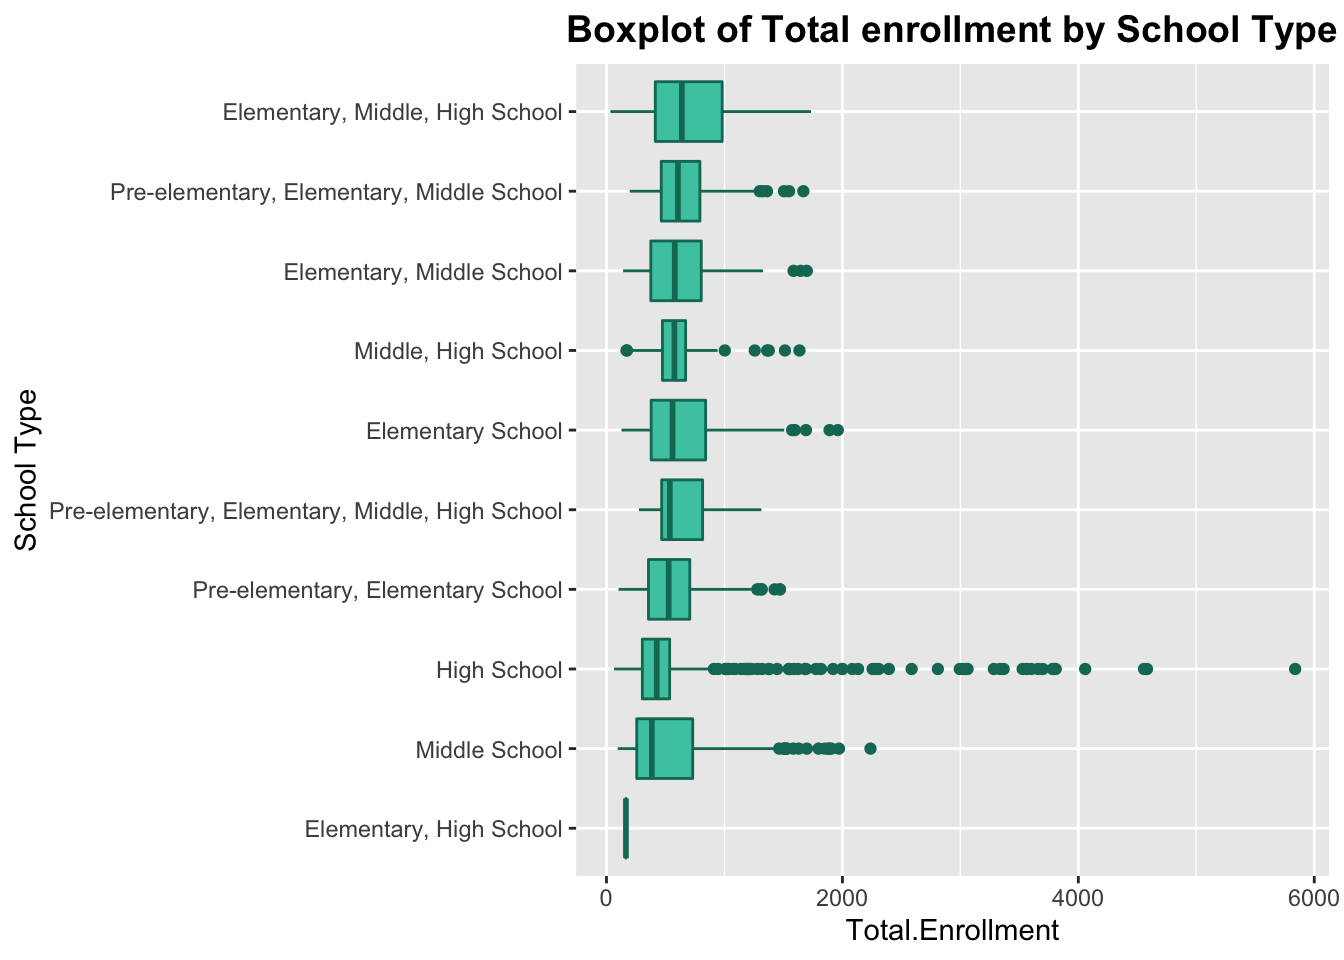 Boxplot of Total enrollment by School Type
Elementary, Middle, High School
Pre-elementary, Elementary, Middle School
Elementary, Middle School
Middle, High School
Elementary School
Pre-elementary, Elementary, Middle, High School
Pre-elementary, Elementary School
High School
Middle School
Elementary, High School
School Type
0 2000 4000 6000
Total.Enrollment